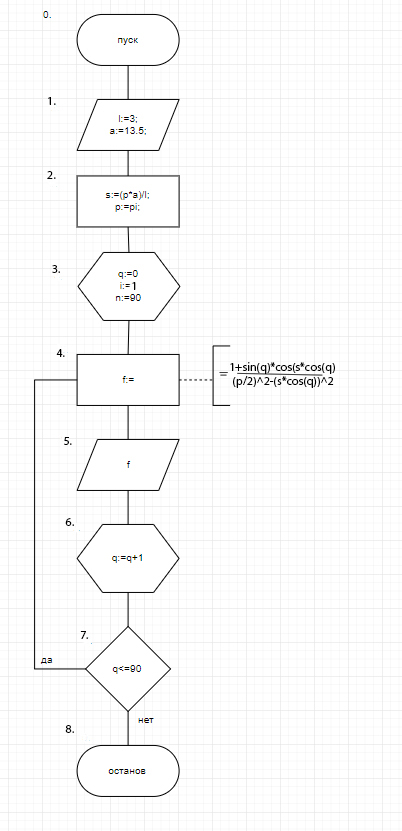 0.
пуск
1.
l:=3;
a:=13.5;
2.
s:=(p*a)/l;
p:=pi;
3.
q:=0
i:=1
n:=90
4.
f:=
= 1+sin(q)*cos(s*cos(q)
(p/2)^2-(s*cos(q))^2
5.
f
6.
q:=q+1
7.
q<=90
да
нет
8.
останов